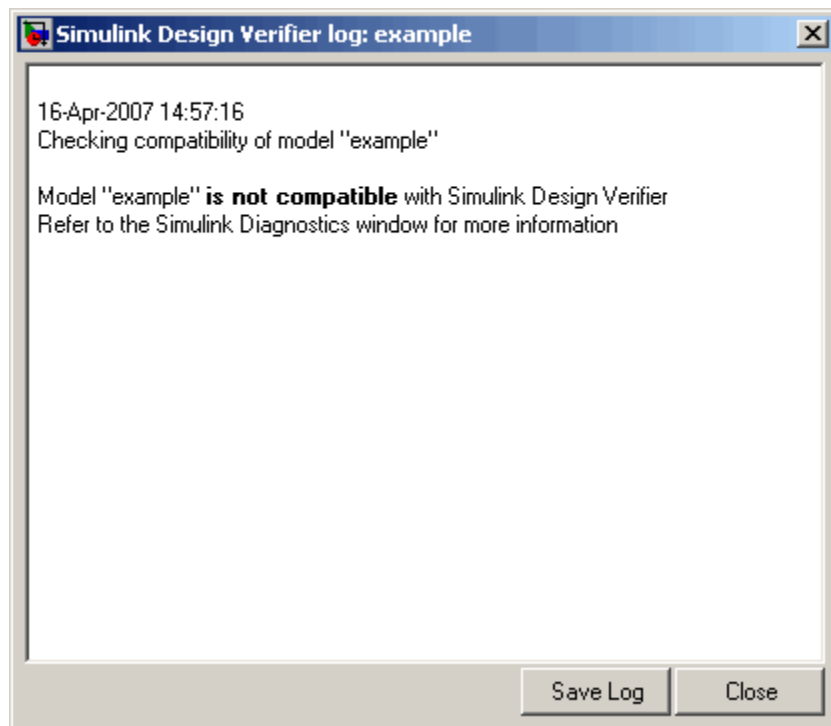 Simulink Design Verifier log: example
16-Apr-2007 14:57:16
Checking compatibility of model "example"
Model "example" is not compatible with Simulink Design Verifier
Refer to the Simulink Diagnostics window for more information
Save Log
Close